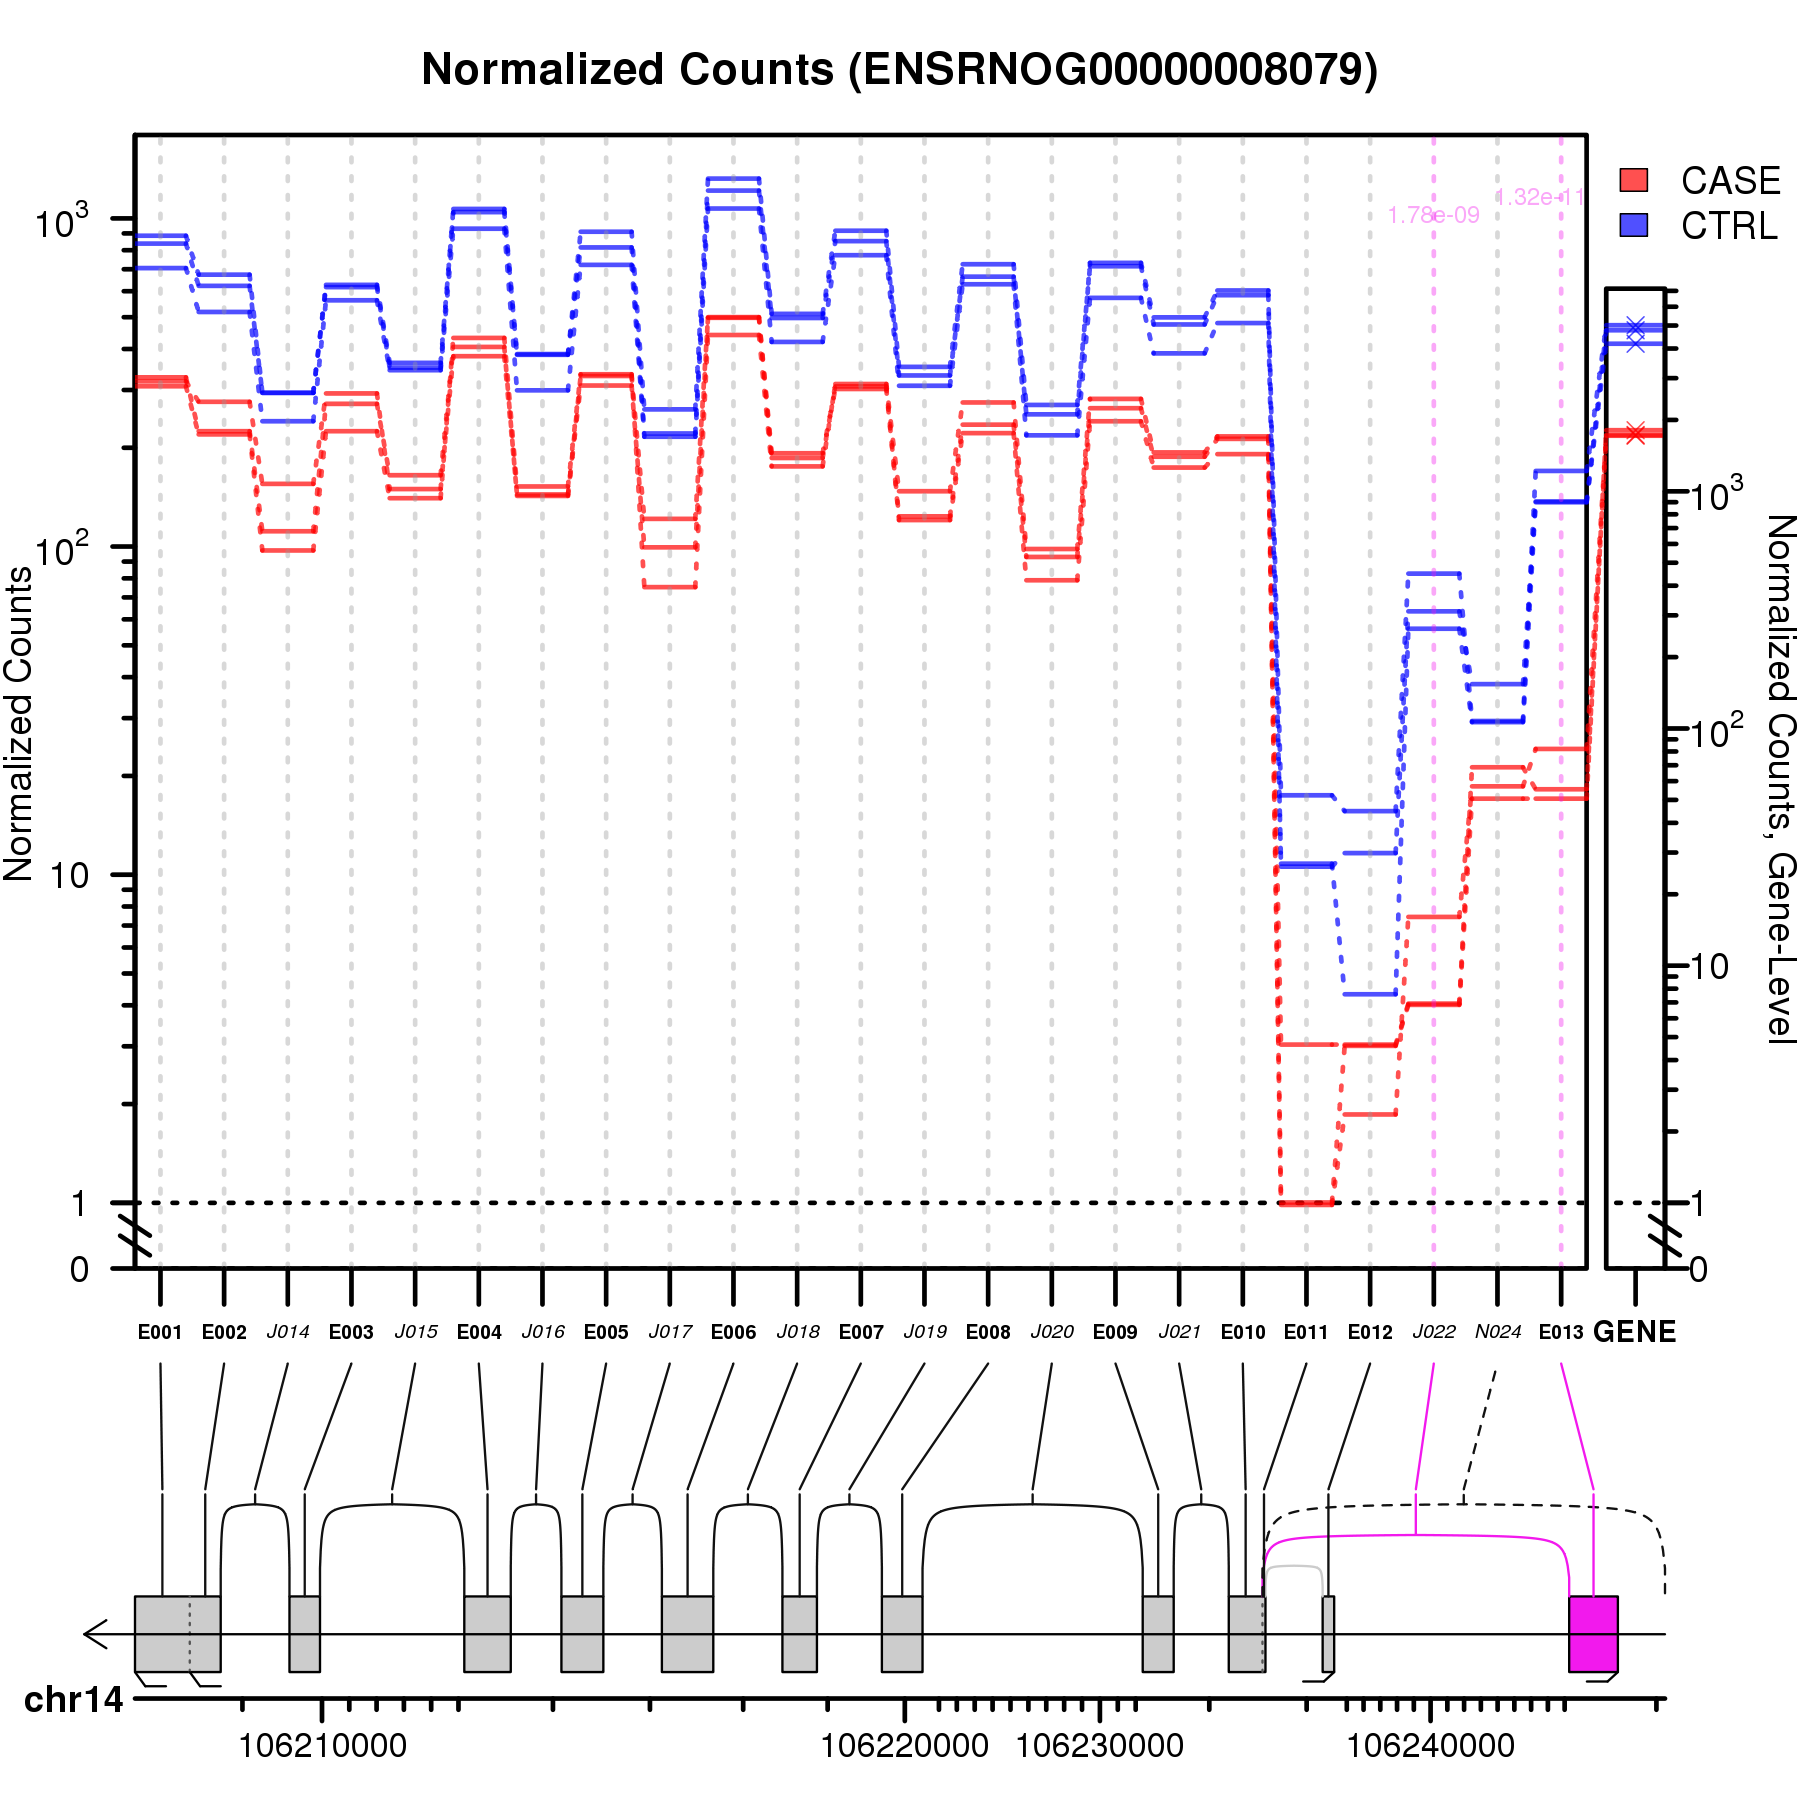 Normalized Counts (ENSRNOG00000008079)
CASE
CTRL
1.32e-11
1.78e-09
Normalized Counts
10³
10²
10
1
0
Normalized Counts, Gene-Level
10³
10²
10
1
0
E001 E002 J014 E003 J015 E004 J016 E005 J017 E006 J018 E007 J019 E008 J020 E009 J021 E010 E011 E012 J022 N024 E013 GENE
chr14
106210000 106220000 106230000 106240000